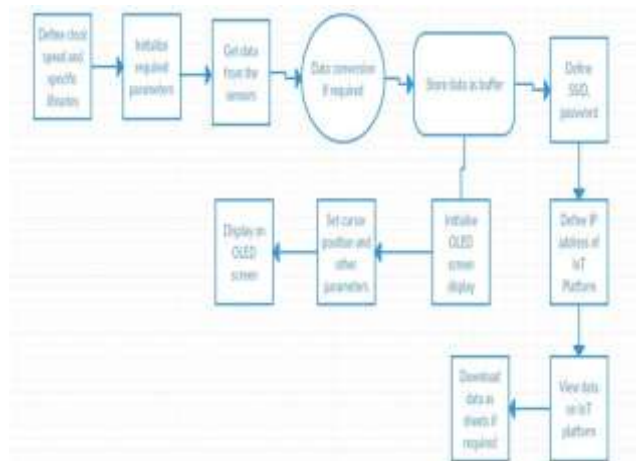 Define clock
speed and
specific
libraries
Initialize
required
parameters
Get data
from the
sensors
Data conversion
if required
Store data as buffer
Define
SSID,
password
Display on
OLED
screen
Set cursor
position and
other
parameters
Initialise
OLED
screen
display
Define IP
address of
IoT
Platform
Download
data as
sheets if
required
View data
on IoT
platform